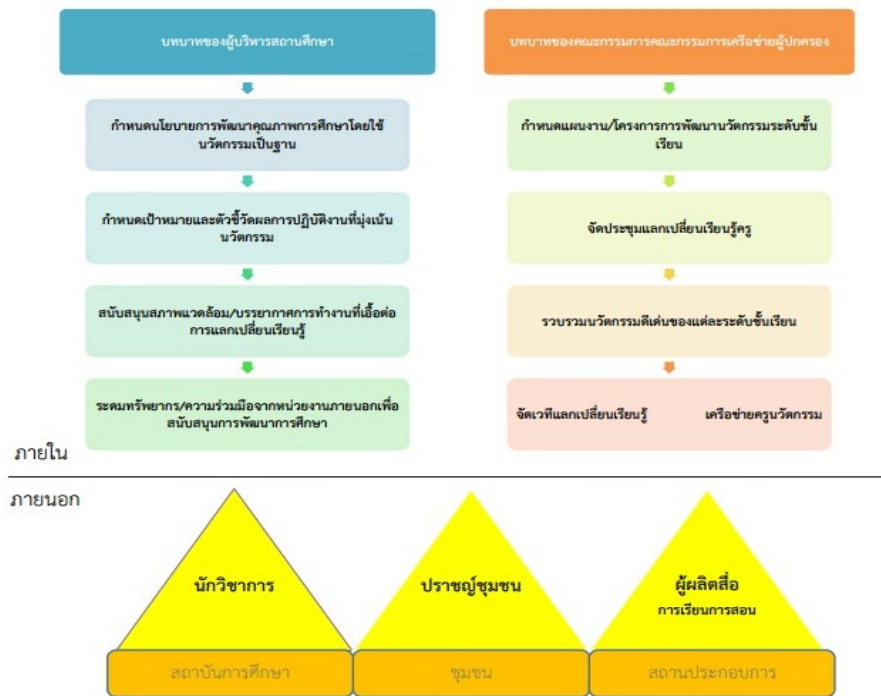 บทบาทของผู้บริหารสถานศึกษา
กำหนดนโยบายการพัฒนาคุณภาพการศึกษาโดยใช้
นวัตกรรมเป็นฐาน
กำหนดเป้าหมายและตัวชี้วัดผลการปฏิบัติงานที่มุ่งเน้น
นวัตกรรม
สนับสนุนสภาพแวดล้อม/บรรยากาศการทำงานที่เอื้อต่อ
การแลกเปลี่ยนเรียนรู้
ระดมทรัพยากร/ความร่วมมือจากหน่วยงานภายนอกเพื่อ
สนับสนุนการพัฒนาการศึกษา
บทบาทของคณะกรรมการคณะกรรมการเครือข่ายผู้ปกครอง
กำหนดแผนงาน/โครงการการพัฒนานวัตกรรมระดับชั้น
เรียน
จัดประชุมแลกเปลี่ยนเรียนรู้ครู
รวบรวมนวัตกรรมดีเด่นของแต่ละระดับชั้นเรียน
จัดเวทีแลกเปลี่ยนเรียนรู้ เครือข่ายครูนวัตกรรม
ภายใน
ภายนอก
นักวิชาการ
สถาบันการศึกษา
ปราชญ์ชุมชน
ชุมชน
ผู้ผลิตสื่อ
การเรียนการสอน
สถานประกอบการ